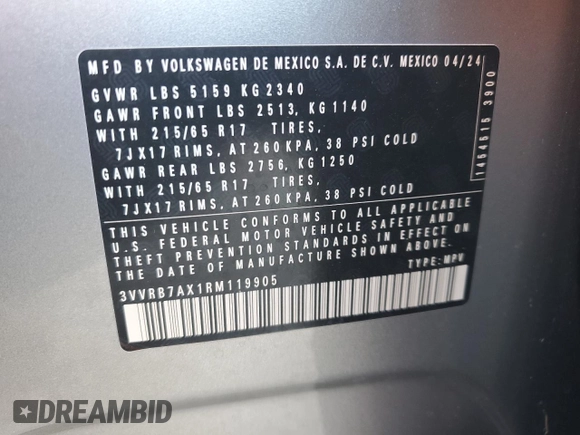 MFD BY VOLKSWAGEN DE MEXICO S.A. DE C.V. MEXICO 04/24
GVWR LBS 5159 KG 2340
GAWR FRONT LBS 2513, KG 1140
WITH 215/65 R17 TIRES,
7JX17 RIMS, AT 260 KPA, 38 PSI COLD
GAWR REAR LBS 2756, KG 1250
WITH 215/65 R17 TIRES,
7JX17 RIMS, AT 260 KPA, 38 PSI COLD
THIS VEHICLE CONFORMS TO ALL APPLICABLE
U.S. FEDERAL MOTOR VEHICLE SAFETY AND
THEFT PREVENTION STANDARDS IN EFFECT ON
THE DATE OF MANUFACTURE SHOWN ABOVE.
3VVRB7AX1RM119905 TYPE: MPV
1454515 3900
DREAMBID